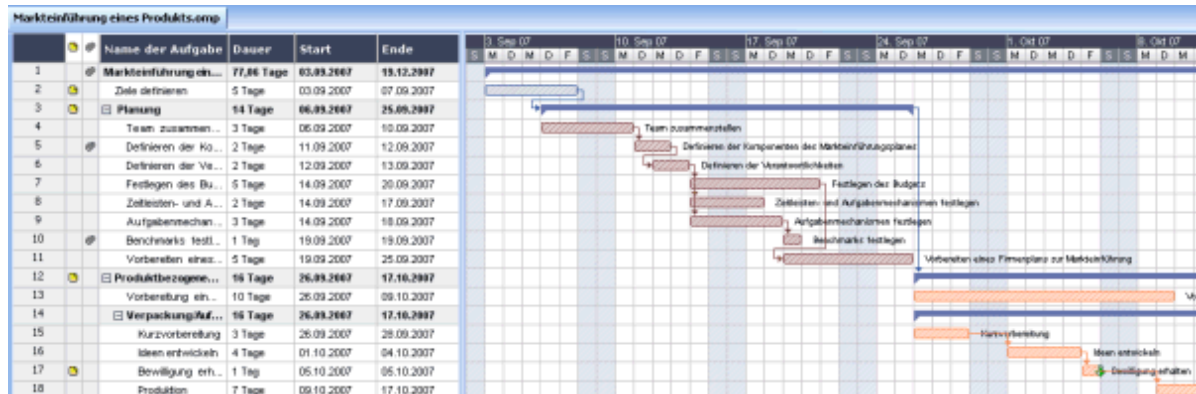 Markteinführung eines Produkts.omp
Name der Aufgabe Dauer Start Ende
3. Sep 07 10. Sep 07 17. Sep 07 24. Sep 07 1. Okt 07 8. Okt 07
S M D M D F S S M D M D F S S M D M D F S S M D M D F S S M D M D F S S M D M
1 Markteinführung ein... 77,06 Tage 03.09.2007 19.12.2007
2 Ziele definieren 5 Tage 03.09.2007 07.09.2007
3 Planung 14 Tage 06.09.2007 25.09.2007
4 Team zusammen... 3 Tage 06.09.2007 10.09.2007 Team zusammenstellen
5 Definieren der Ko... 2 Tage 11.09.2007 12.09.2007 Definieren der Komponenten des Markteinführungsplanes
6 Definieren der Ve... 2 Tage 12.09.2007 13.09.2007 Definieren der Verantwortlichkeiten
7 Festlegen des Bu... 5 Tage 14.09.2007 20.09.2007 Festlegen des Budgets
8 Zeitleisten- und A... 2 Tage 14.09.2007 17.09.2007 Zeitleisten- und Aufgabenmechanismen festlegen
9 Aufgabenmechan... 3 Tage 14.09.2007 18.09.2007 Aufgabenmechanismen festlegen
10 Benchmarks festl... 1 Tag 19.09.2007 19.09.2007 Benchmarks festlegen
11 Vorbereiten eines... 5 Tage 19.09.2007 25.09.2007 Vorbereiten eines Firmenplans zur Markteinführung
12 Produktbezogene... 16 Tage 26.09.2007 17.10.2007
13 Vorbereitung ein... 10 Tage 26.09.2007 09.10.2007
14 Verpackung/Auf... 16 Tage 26.09.2007 17.10.2007
15 Kurzvorbereitung 3 Tage 26.09.2007 28.09.2007 Kurzvorbereitung
16 Ideen entwickeln 4 Tage 01.10.2007 04.10.2007 Ideen entwickeln
17 Bewilligung erh... 1 Tag 05.10.2007 05.10.2007 Bewilligung erhalten
18 Produktion 7 Tage 09.10.2007 17.10.2007